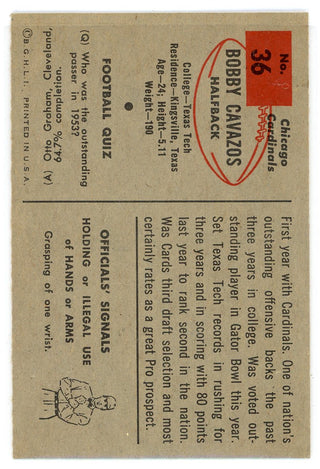 No.
36
Chicago
Cardinals
BOBBY CAVAZOS
HALFBACK
College—Texas Tech
Residence—Kingsville, Texas
Age—24; Height—5.11
Weight—190
FOOTBALL QUIZ
(Q) Who was the outstanding
passer in 1953?
64.7% completions
(A) Otto Graham, Cleveland,
©B.G.H.L.I. PRINTED IN U.S.A.
First year with Cardinals. One of nation's
outstanding offensive backs the past
three years in college. Was voted out-
standing player in Gator Bowl this year.
Set Texas Tech records in rushing for
three years and in scoring with 80 points
last year to rank second in the nation.
Was Cards third draft selection and most
certainly rates as a great Pro prospect.
OFFICIALS' SIGNALS
HOLDING or ILLEGAL USE
of HANDS or ARMS
Grasping of one wrist.